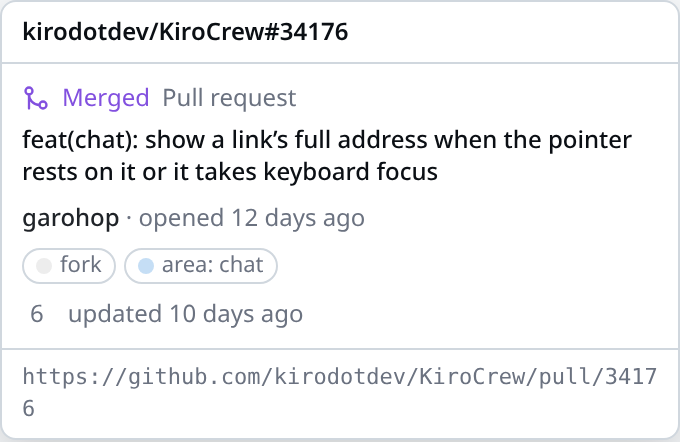 kirodotdev/KiroCrew#34176
Merged Pull request
feat(chat): show a link’s full address when the pointer
rests on it or it takes keyboard focus
garohop · opened 12 days ago
fork area: chat
6 updated 10 days ago
https://github.com/kirodotdev/KiroCrew/pull/3417
6